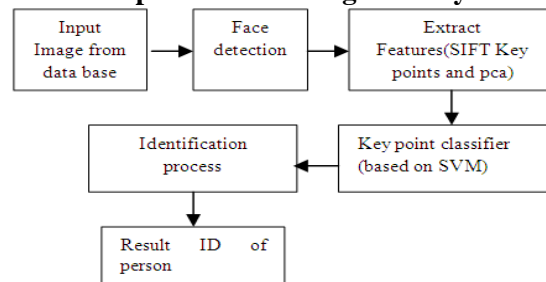 Input
Image from
data base
Face
detection
Extract
Features(SIFT Key
points and pca)
Key point classifier
(based on SVM)
Identification
process
Result ID of
person